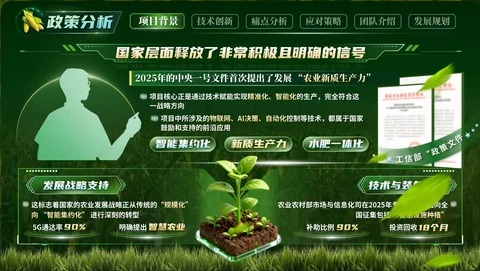 政策分析
项目背景
技术创新
痛点分析
应对策略
团队介绍
发展规划
国家层面释放了非常积极且明确的信号
2025年的中央一号文件首次提出了发展“农业新质生产力”
项目核心正是通过技术赋能实现精准化、智能化的生产，完全符合这
一战略方向
项目中所涉及的物联网、AI决策、自动化控制等技术，都属于国家
鼓励和支持的前沿应用
智能集约化
新质生产力
水肥一体化
工信部“政策文件
发展战略支持
这标志着国家的农业发展战略正从传统的“规模化”
向“智能集约化”进行深刻的转型
5G通达率 90%
明确提出 智慧农业
技术与装
农业农村部市场与信息化司在2025年
向全
国征集包括
设施种植”
补助比例 90%
投资回收 18个月